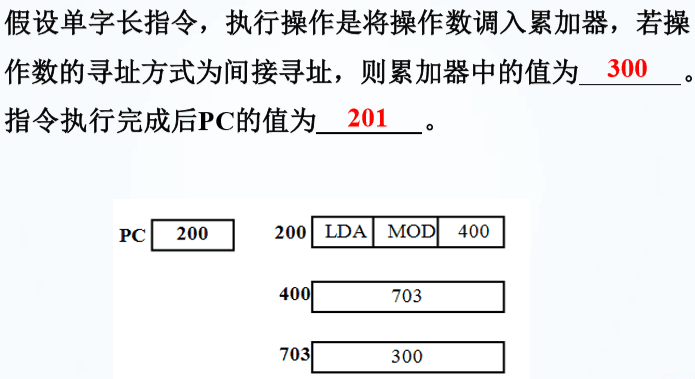 假设单字长指令，执行操作是将操作数调入累加器，若操
作数的寻址方式为间接寻址，则累加器中的值为 300 。
指令执行完成后PC的值为 201 。
PC 200 200 LDA MOD 400
400 703
703 300